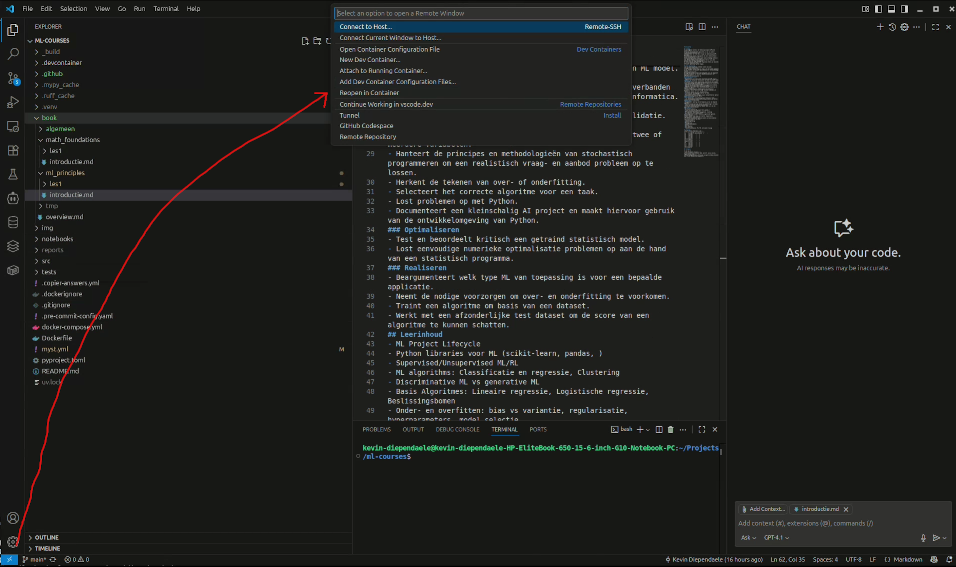 File Edit Selection View Go Run Terminal Help
EXPLORER
ML-COURSES
_build
.devcontainer
.github
.mypy_cache
.ruff_cache
.venv
book
algemeen
math_foundations
les1
introductie.md
ml_principles
les1
introductie.md
tmp
overview.md
img
notebooks
reports
src
tests
.copier-answers.yml
.dockerignore
.gitignore
.pre-commit-config.yaml
docker-compose.yml
Dockerfile
myst.yml M
pyproject.toml
README.md
uv.lock
OUTLINE
TIMELINE
Select an option to open a Remote Window
Connect to Host... Remote-SSH
Connect Current Window to Host...
Open Container Configuration File Dev Containers
New Dev Container...
Attach to Running Container...
Add Dev Container Configuration Files...
Reopen in Container
Continue Working in vscode.dev Remote Repositories
Tunnel Install
GitHub Codespace
Remote Repository
n ML model.
verbanden
nformatica.
lidatie.
twee of
29 - Hanteert de principes en methodologieën van stochastisch
programmeren om een realistisch vraag- en aanbod probleem op te
lossen.
30 - Herkent de tekenen van over- of onderfitting.
31 - Selecteert het correcte algoritme voor een taak.
32 - Lost problemen op met Python.
33 - Documenteert een kleinschalig AI project en maakt hiervoor gebruik
van de ontwikkelomgeving van Python.
34 ### Optimaliseren
35 - Test en beoordeelt kritisch een getraind statistisch model.
36 - Lost eenvoudige numerieke optimalisatie problemen op aan de hand
van een statistisch programma.
37 ### Realiseren
38 - Beargumenteert welk type ML van toepassing is voor een bepaalde
applicatie.
39 - Neemt de nodige voorzorgen om over- en onderfitting te voorkomen.
40 - Traint een algoritme om basis van een dataset.
41 - Werkt met een afzonderlijke test dataset om de score van een
algoritme te kunnen schatten.
42 ## Leerinhoud
43 - ML Project Lifecycle
44 - Python libraries voor ML (scikit-learn, pandas, )
45 - Supervised/Unsupervised ML/RL
46 - ML algorithms: Classificatie en regressie, Clustering
47 - Discriminative ML vs generative ML
48 - Basis Algoritmes: Lineaire regressie, Logistische regressie,
Beslissingsbomen
49 - Onder- en overfitten: bias vs variantie, regularisatie,
hyperparameters, model selectie
PROBLEMS OUTPUT DEBUG CONSOLE TERMINAL PORTS
bash
kevin-diependaele@kevin-diependaele-HP-EliteBook-650-15-6-inch-G10-Notebook-PC:~/Projects
/ml-courses$
CHAT
Ask about your code.
AI responses may be inaccurate.
Add Context... introductie.md
Add context (#), extensions (@), commands (/)
Ask GPT-4.1
main* 0 0
Kevin Diependaele (16 hours ago) Ln 62, Col 35 Spaces: 4 UTF-8 LF Markdown